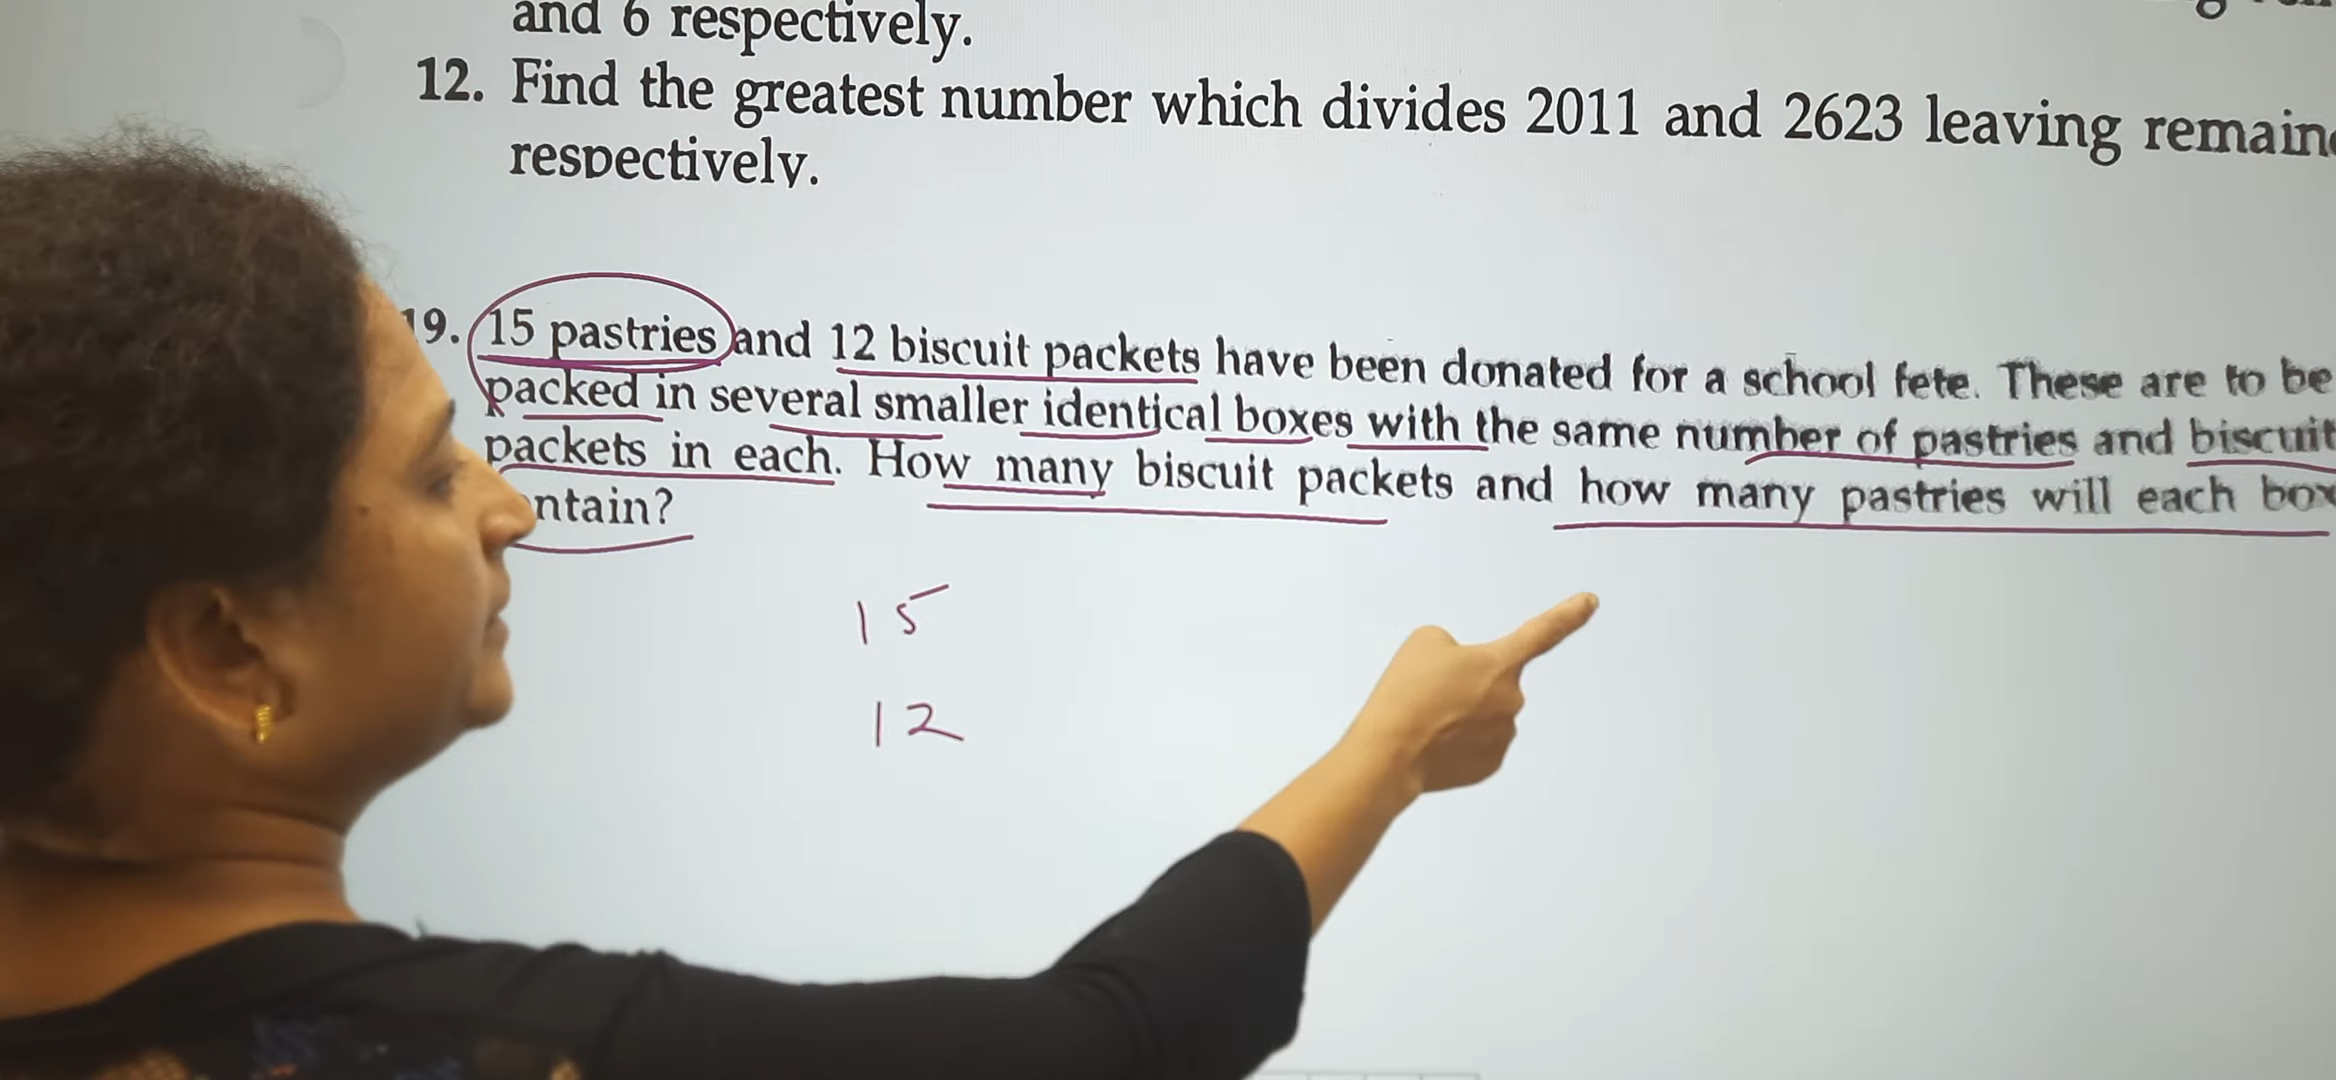 and 6 respectively.
12. Find the greatest number which divides 2011 and 2623 leaving
respectively.
19. 15 pastries and 12 biscuit packets have been donated for a school fete. These are to be
packed in several smaller identical boxes with the same number of pastries and biscuit
packets in each. How many biscuit packets and how many pastries will each box
ntain?
15
12